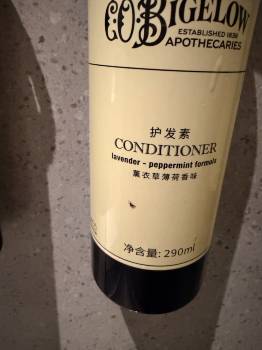 C.O. BIGELOW
ESTABLISHED 1838
APOTHECARIES
护发素
CONDITIONER
lavender - peppermint formula
薰衣草薄荷香味
净含量: 290ml